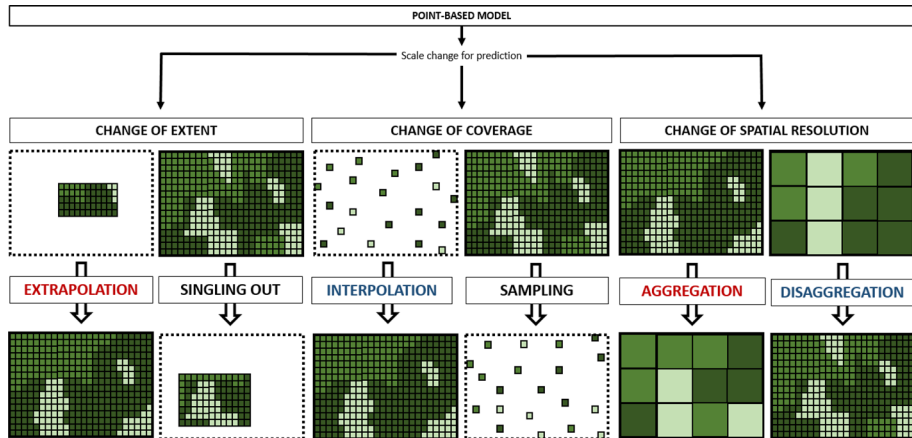 POINT-BASED MODEL
Scale change for prediction
CHANGE OF EXTENT
CHANGE OF COVERAGE
CHANGE OF SPATIAL RESOLUTION
EXTRAPOLATION
SINGLING OUT
INTERPOLATION
SAMPLING
AGGREGATION
DISAGGREGATION